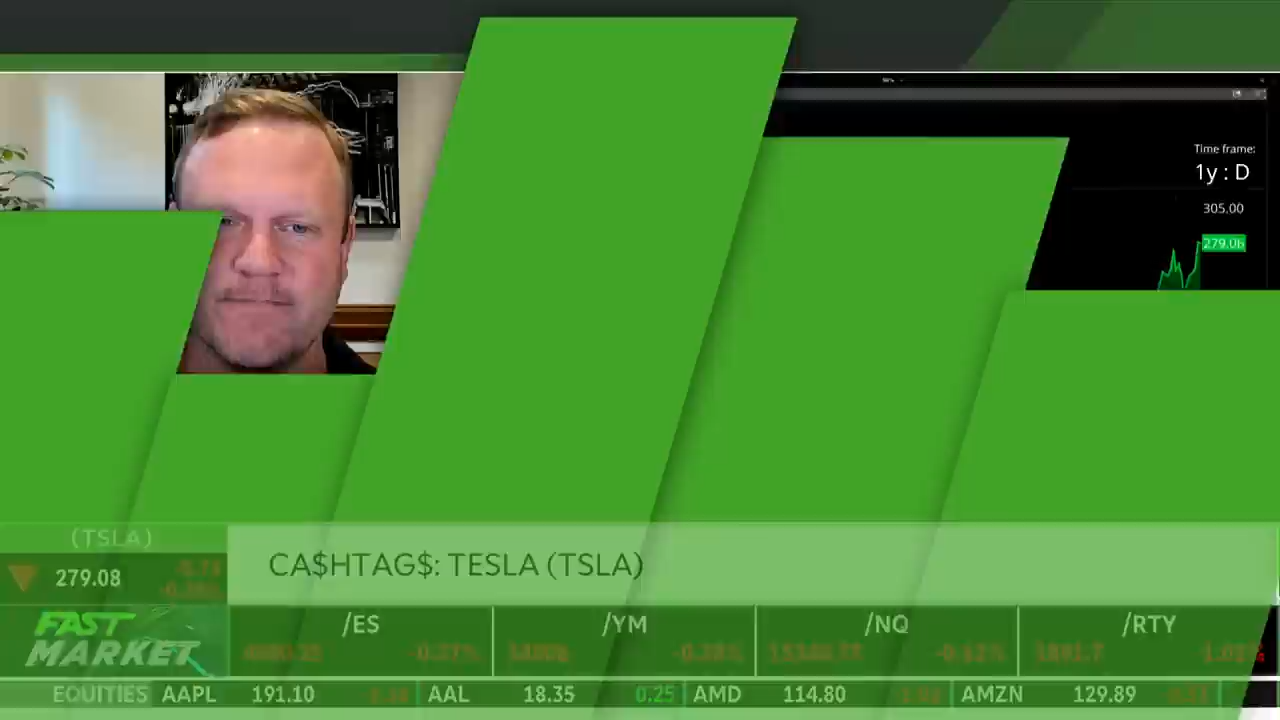 Time frame:
1y : D
305.00
279.06
(TSLA)
279.08
CA$HTAG$: TESLA (TSLA)
FAST
MARKET
/ES
/YM
/NQ
/RTY
EQUITIES AAPL 191.10 AAL 18.35 0.25 AMD 114.80 AMZN 129.89